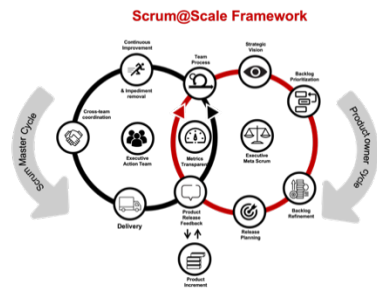 Scrum@Scale Framework
Continuous
Improvement
& Impediment
removal
Team
Process
Strategic
Vision
Backlog
Prioritization
Cross-team
coordination
Executive
Action Team
Metrics
Transparent
Executive
Meta Scrum
Scrum Master Cycle
Product owner cycle
Delivery
Product
Release
Feedback
Release
Planning
Backlog
Refinement
Product
Increment